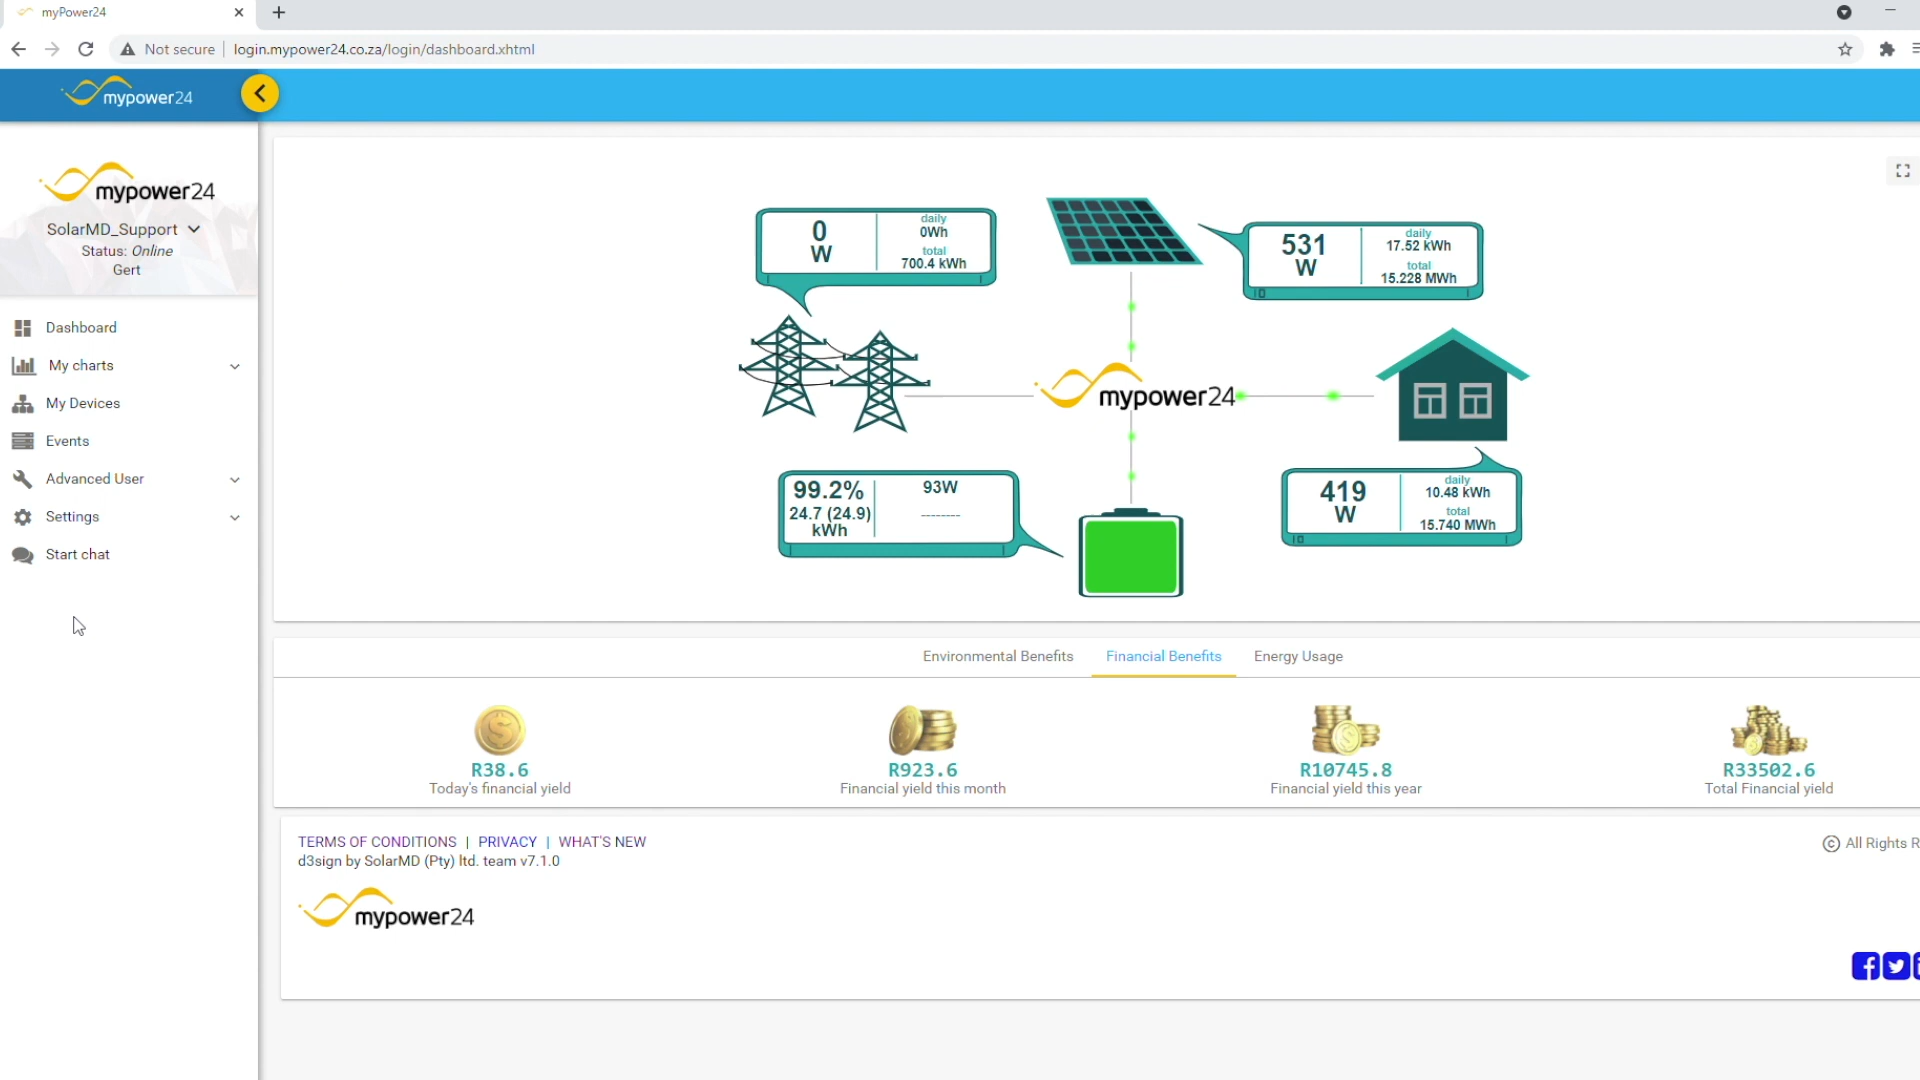 myPower24
Not secure
login.mypower24.co.za/login/dashboard.xhtml
mypower24
mypower24
SolarMD_Support
Status: Online
Gert
Dashboard
My charts
My Devices
Events
Advanced User
Settings
Start chat
0
W
daily
0Wh
total
700.4 kWh
531
W
daily
17.52 kWh
total
15.228 MWh
mypower24
99.2%
24.7 (24.9)
kWh
93W
--------
419
W
daily
10.48 kWh
total
15.740 MWh
Environmental Benefits
Financial Benefits
Energy Usage
R38.6
Today's financial yield
R923.6
Financial yield this month
R10745.8
Financial yield this year
R33502.6
Total Financial yield
TERMS OF CONDITIONS | PRIVACY | WHAT'S NEW
d3sign by SolarMD (Pty) ltd. team v7.1.0
© All Rights R
mypower24